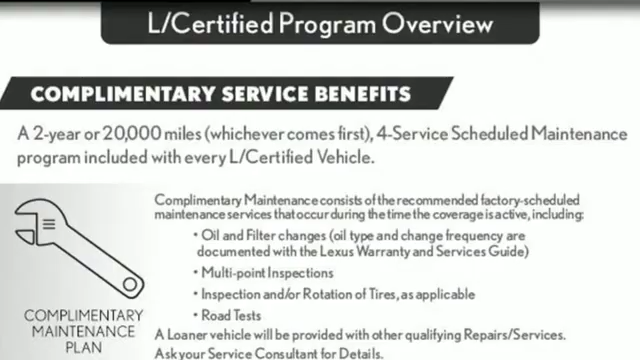 L/Certified Program Overview
COMPLIMENTARY SERVICE BENEFITS
A 2-year or 20,000 miles (whichever comes first), 4-Service Scheduled Maintenance
program included with every L/Certified Vehicle.
Complimentary Maintenance consists of the recommended factory-scheduled
maintenance services that occur during the time the coverage is active, including:
• Oil and Filter changes (oil type and change frequency are
documented with the Lexus Warranty and Services Guide)
• Multi-point Inspections
• Inspection and/or Rotation of Tires, as applicable
• Road Tests
COMPLIMENTARY
MAINTENANCE
PLAN
A Loaner vehicle will be provided with other qualifying Repairs/Services.
Ask your Service Consultant for Details.